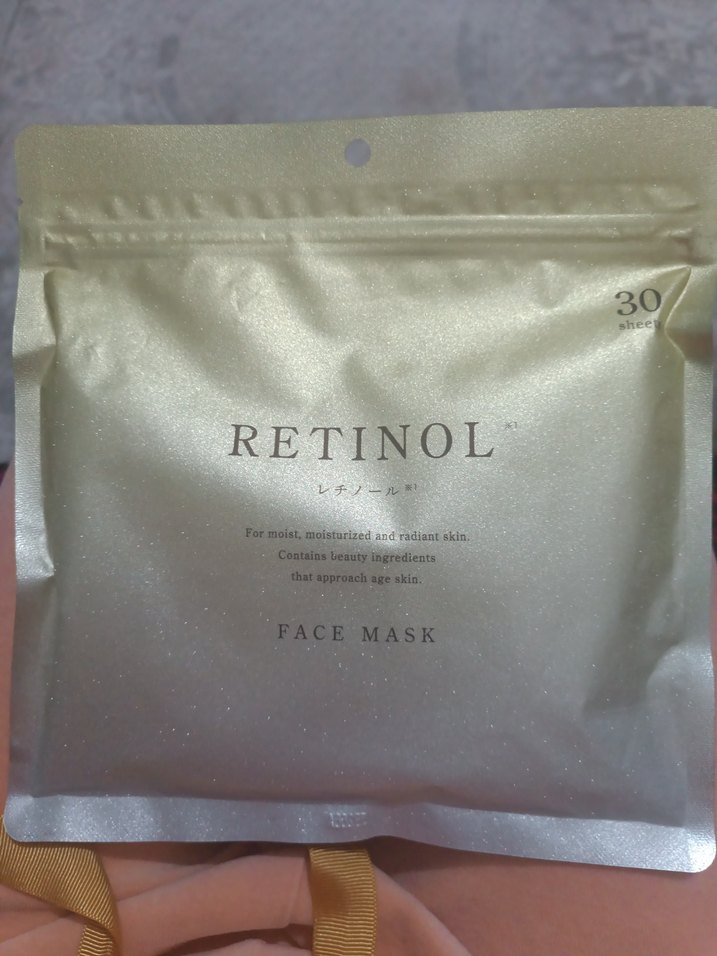 30
sheets
RETINOL※1
レチノール※1
For moist, moisturized and radiant skin.
Contains beauty ingredients
that approach age skin.
FACE MASK